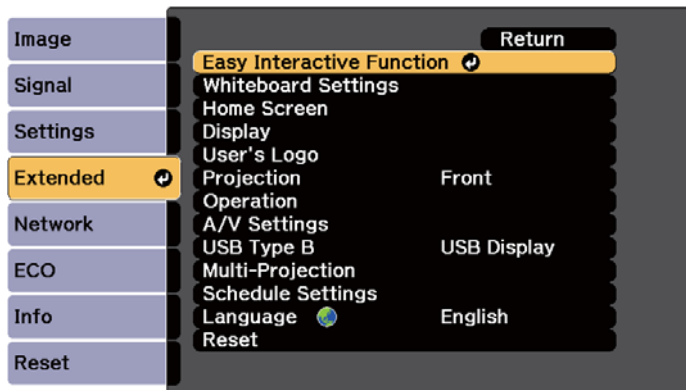 Image
Signal
Settings
Extended
Network
ECO
Info
Reset
Return
Easy Interactive Function
Whiteboard Settings
Home Screen
Display
User's Logo
Projection Front
Operation
A/V Settings
USB Type B USB Display
Multi-Projection
Schedule Settings
Language English
Reset